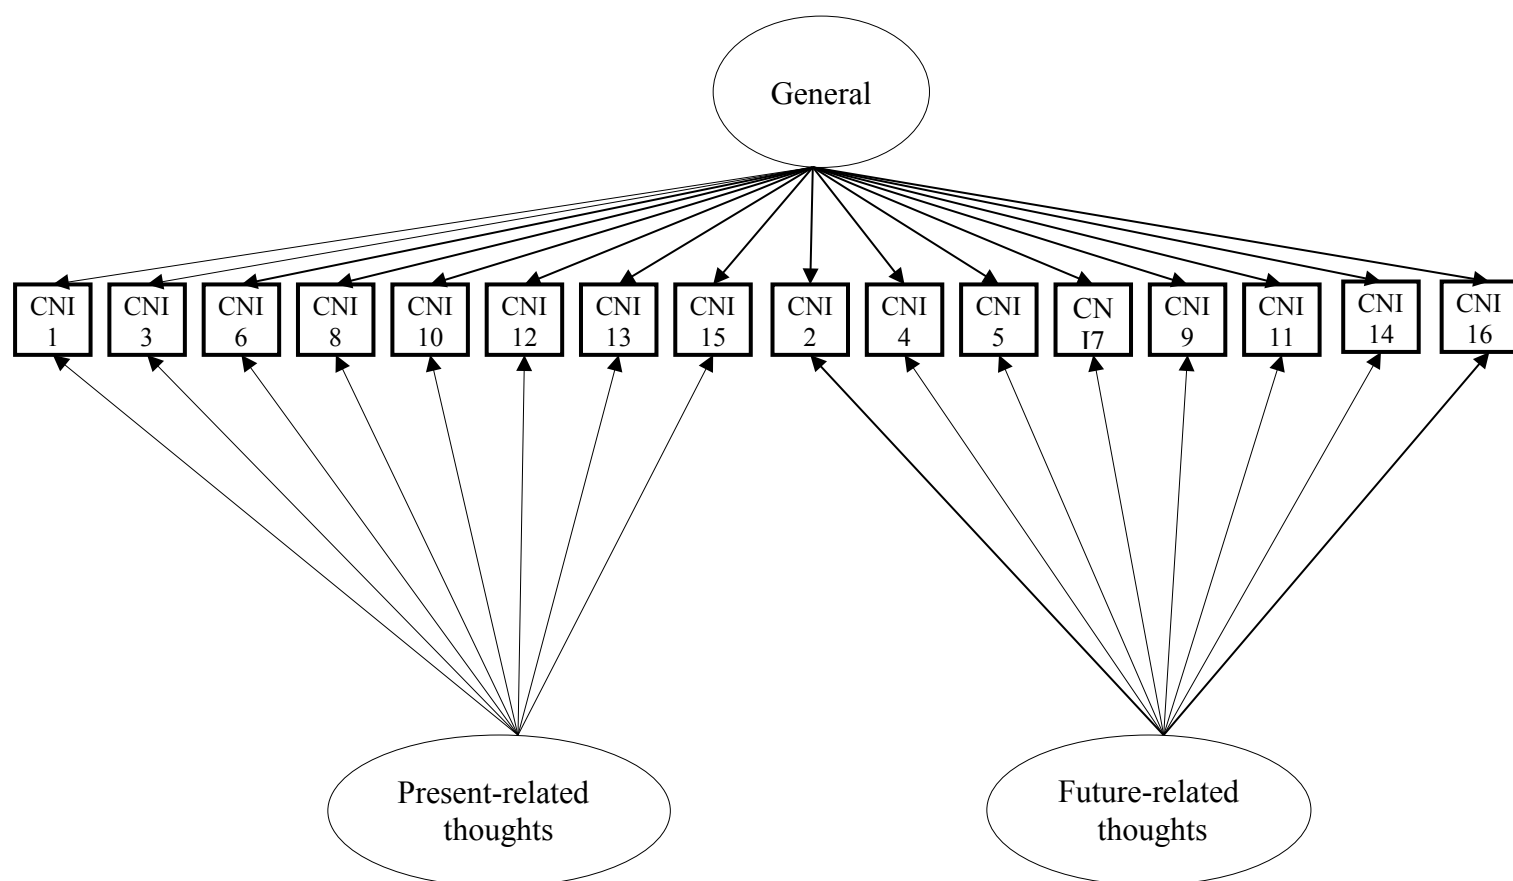 General
CNI
1
CNI
3
CNI
6
CNI
8
CNI
10
CNI
12
CNI
13
CNI
15
CNI
2
CNI
4
CNI
5
CN
I7
CNI
9
CNI
11
CNI
14
CNI
16
Present-related
thoughts
Future-related
thoughts